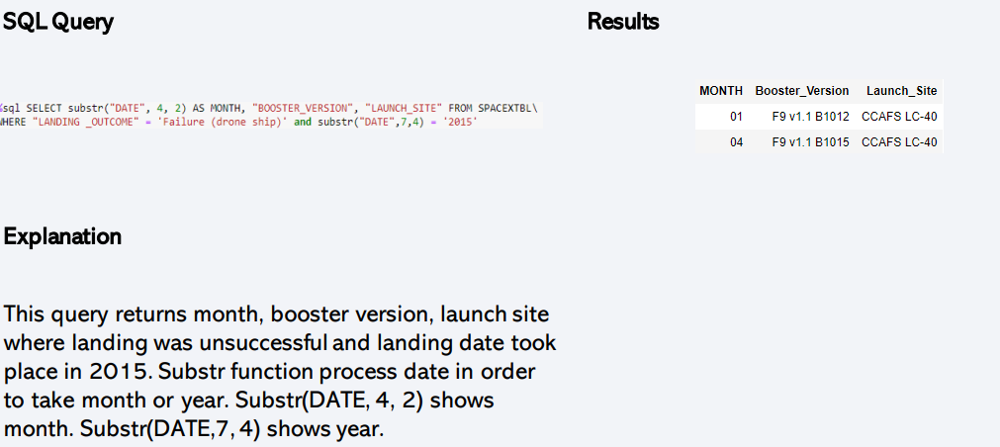 SQL Query
Results
%sql SELECT substr("DATE", 4, 2) AS MONTH, "BOOSTER_VERSION", "LAUNCH_SITE" FROM SPACEXTBL\
WHERE "LANDING _OUTCOME" = 'Failure (drone ship)' and substr("DATE",7,4) = '2015'
MONTH Booster_Version Launch_Site
01 F9 v1.1 B1012 CCAFS LC-40
04 F9 v1.1 B1015 CCAFS LC-40
Explanation
This query returns month, booster version, launch site
where landing was unsuccessful and landing date took
place in 2015. Substr function process date in order
to take month or year. Substr(DATE, 4, 2) shows
month. Substr(DATE,7, 4) shows year.